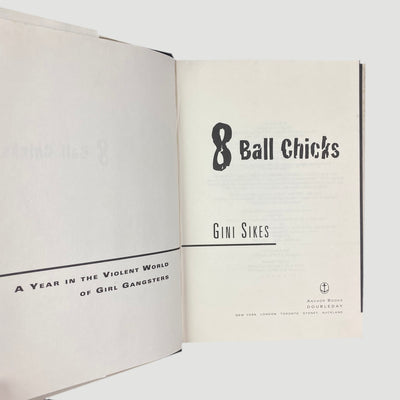 A Year in the Violent World
of Girl Gangsters
8 Ball Chicks
Gini Sikes
Anchor Books
DOUBLEDAY
NEW YORK LONDON TORONTO SYDNEY AUCKLAND